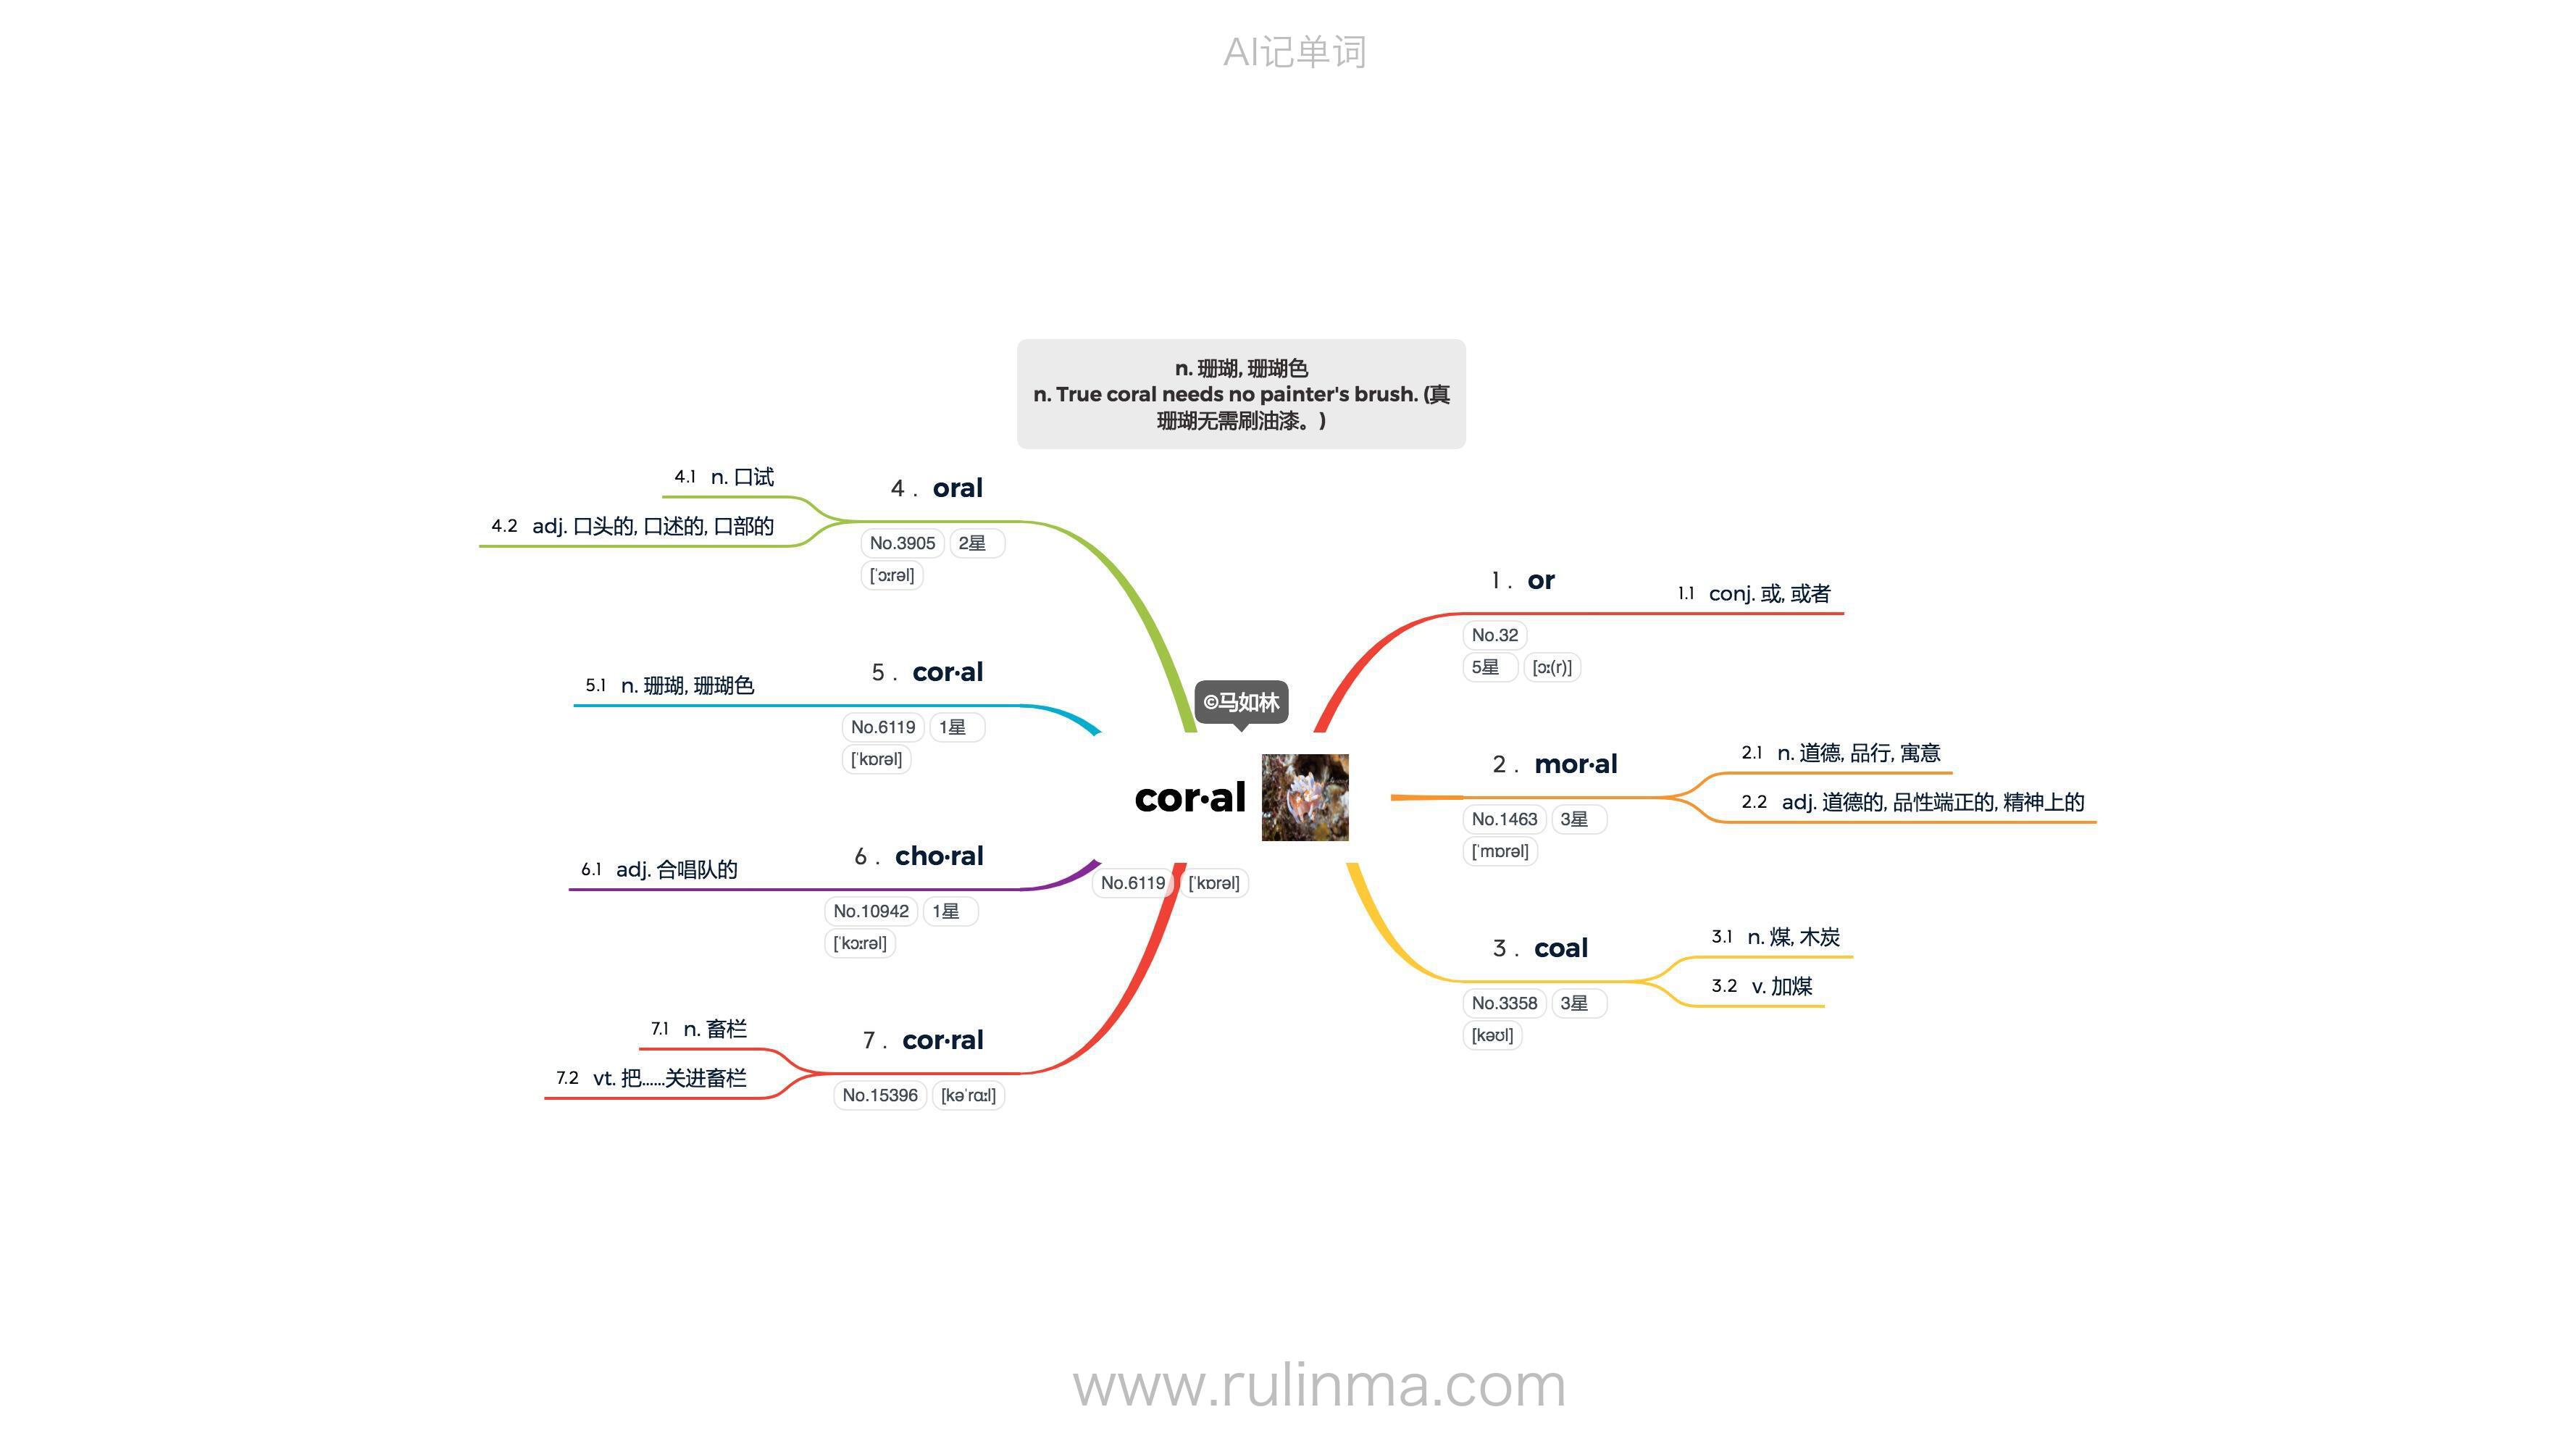 AI记单词
n. 珊瑚, 珊瑚色
n. True coral needs no painter's brush. (真
珊瑚无需刷油漆。)
©马如林
cor·al
No.6119 [ˈkɒrəl]
1. or
No.32
5星 [ɔː(r)]
1.1 conj. 或, 或者
2. mor·al
No.1463 3星
[ˈmɒrəl]
2.1 n. 道德, 品行, 寓意
2.2 adj. 道德的, 品性端正的, 精神上的
3. coal
No.3358 3星
[kəʊl]
3.1 n. 煤, 木炭
3.2 v. 加煤
4. oral
No.3905 2星
[ˈɔːrəl]
4.1 n. 口试
4.2 adj. 口头的, 口述的, 口部的
5. cor·al
No.6119 1星
[ˈkɒrəl]
5.1 n. 珊瑚, 珊瑚色
6. cho·ral
No.10942 1星
[ˈkɔːrəl]
6.1 adj. 合唱队的
7. cor·ral
No.15396 [kəˈrɑːl]
7.1 n. 畜栏
7.2 vt. 把......关进畜栏
www.rulinma.com